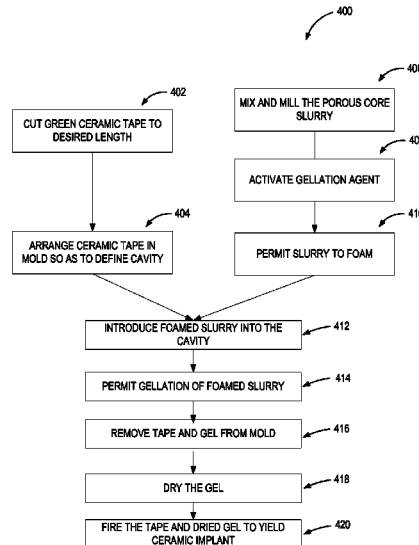 400
402
CUT GREEN CERAMIC TAPE TO
DESIRED LENGTH
MIX AND MILL THE POROUS CORE
SLURRY
ACTIVATE GELLATION AGENT
404
ARRANGE CERAMIC TAPE IN
MOLD SO AS TO DEFINE CAVITY
PERMIT SLURRY TO FOAM
INTRODUCE FOAMED SLURRY INTO THE
CAVITY
412
PERMIT GELLATION OF FOAMED SLURRY
414
REMOVE TAPE AND GEL FROM MOLD
416
DRY THE GEL
418
FIRE THE TAPE AND DRIED GEL TO YIELD
CERAMIC IMPLANT
420